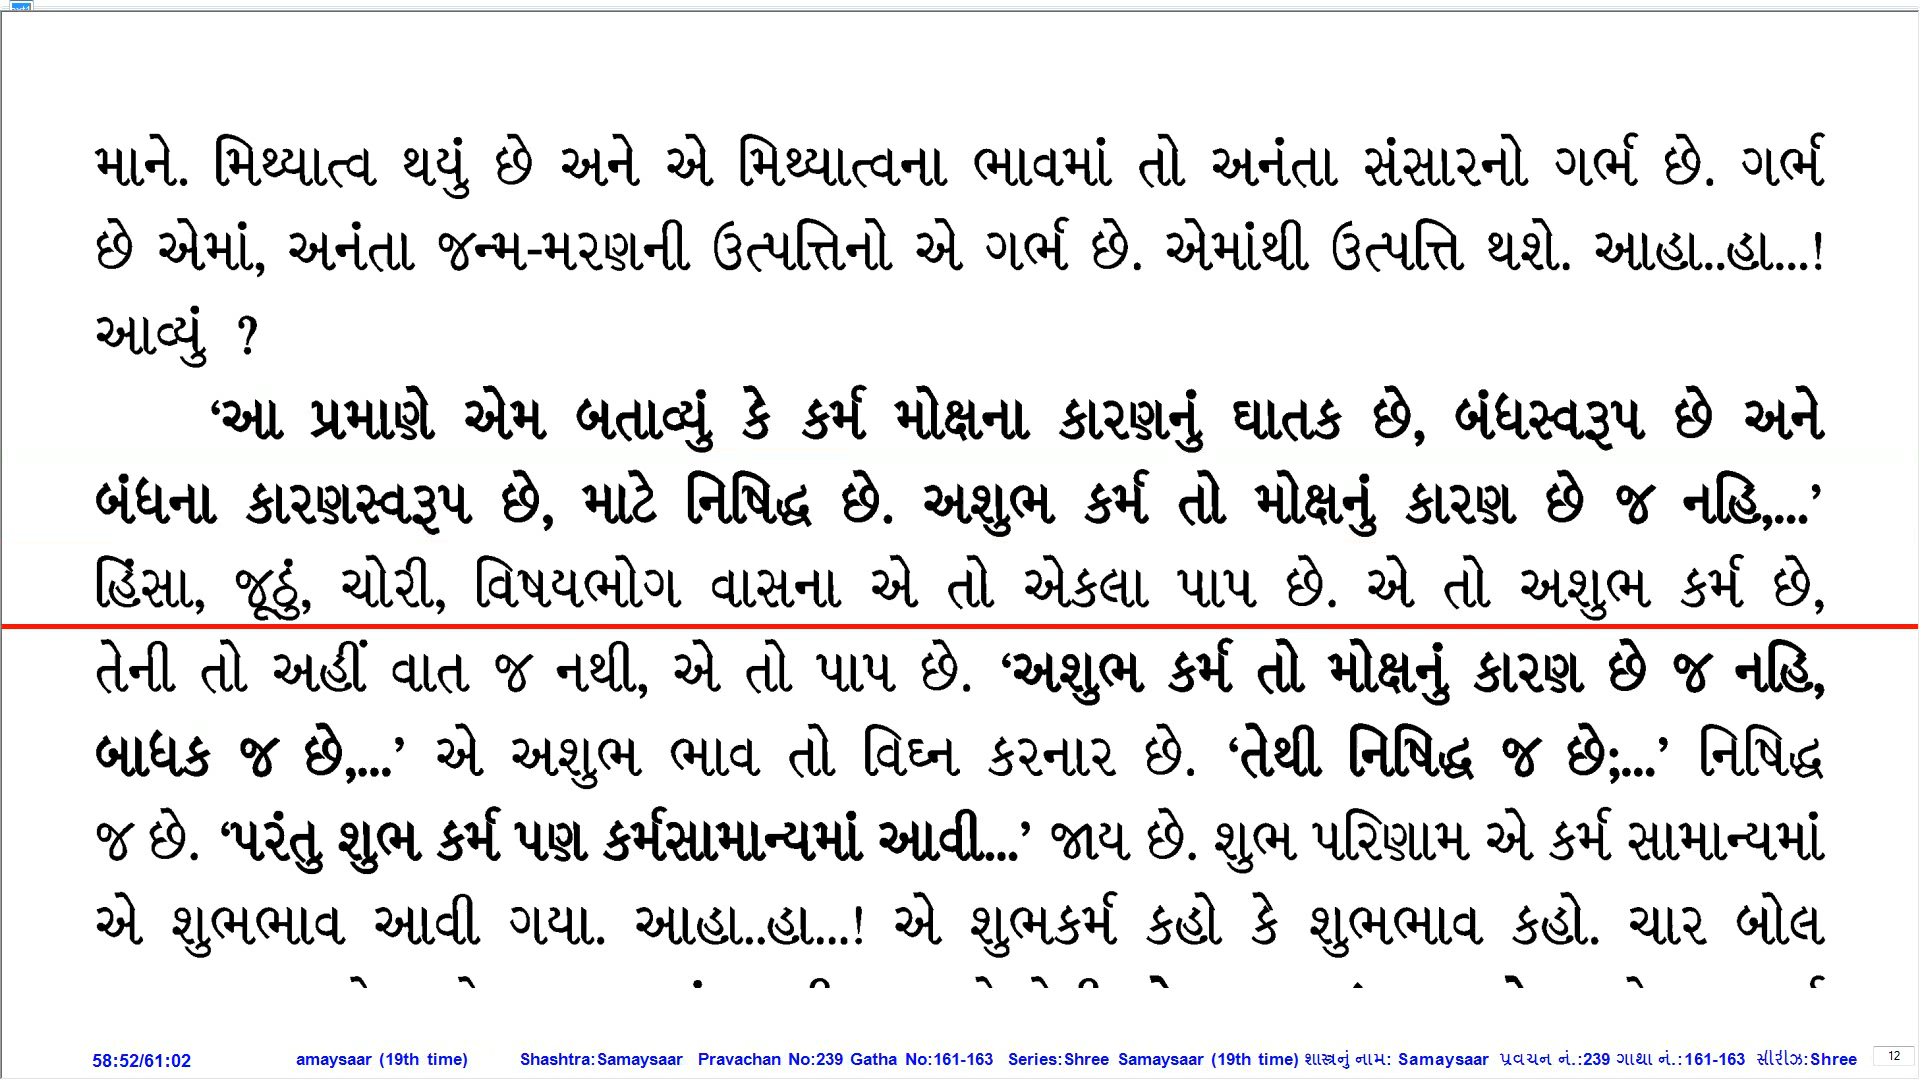 માને. મિથ્યાત્વ થયું છે અને એ મિથ્યાત્વના ભાવમાં તો અનંતા સંસારનો ગર્ભ છે. ગર્ભ
છે એમાં, અનંતા જન્મ-મરણની ઉત્પત્તિનો એ ગર્ભ છે. એમાંથી ઉત્પત્તિ થશે. આહા..હા...!
આવ્યું ?
‘આ પ્રમાણે એમ બતાવ્યું કે કર્મ મોક્ષના કારણનું ઘાતક છે, બંધસ્વરૂપ છે અને
બંધના કારણસ્વરૂપ છે, માટે નિષિદ્ધ છે. અશુભ કર્મ તો મોક્ષનું કારણ છે જ નહિ,...’
હિંસા, જૂઠું, ચોરી, વિષયભોગ વાસના એ તો એકલા પાપ છે. એ તો અશુભ કર્મ છે,
તેની તો અહીં વાત જ નથી, એ તો પાપ છે. ‘અશુભ કર્મ તો મોક્ષનું કારણ છે જ નહિ,
બાધક જ છે,...’ એ અશુભ ભાવ તો વિઘ્ન કરનાર છે. ‘તેથી નિષિદ્ધ જ છે;...’ નિષિદ્ધ
જ છે. ‘પરંતુ શુભ કર્મ પણ કર્મસામાન્યમાં આવી...’ જાય છે. શુભ પરિણામ એ કર્મ સામાન્યમાં
એ શુભભાવ આવી ગયા. આહા..હા...! એ શુભકર્મ કહો કે શુભભાવ કહો. ચાર બોલ
58:52/61:02 amaysaar (19th time) Shashtra:Samaysaar Pravachan No:239 Gatha No:161-163 Series:Shree Samaysaar (19th time) શાસ્ત્રનું નામ: Samaysaar પ્રવચન નં.:239 ગાથા નં.:161-163 સીરીઝ:Shree 12